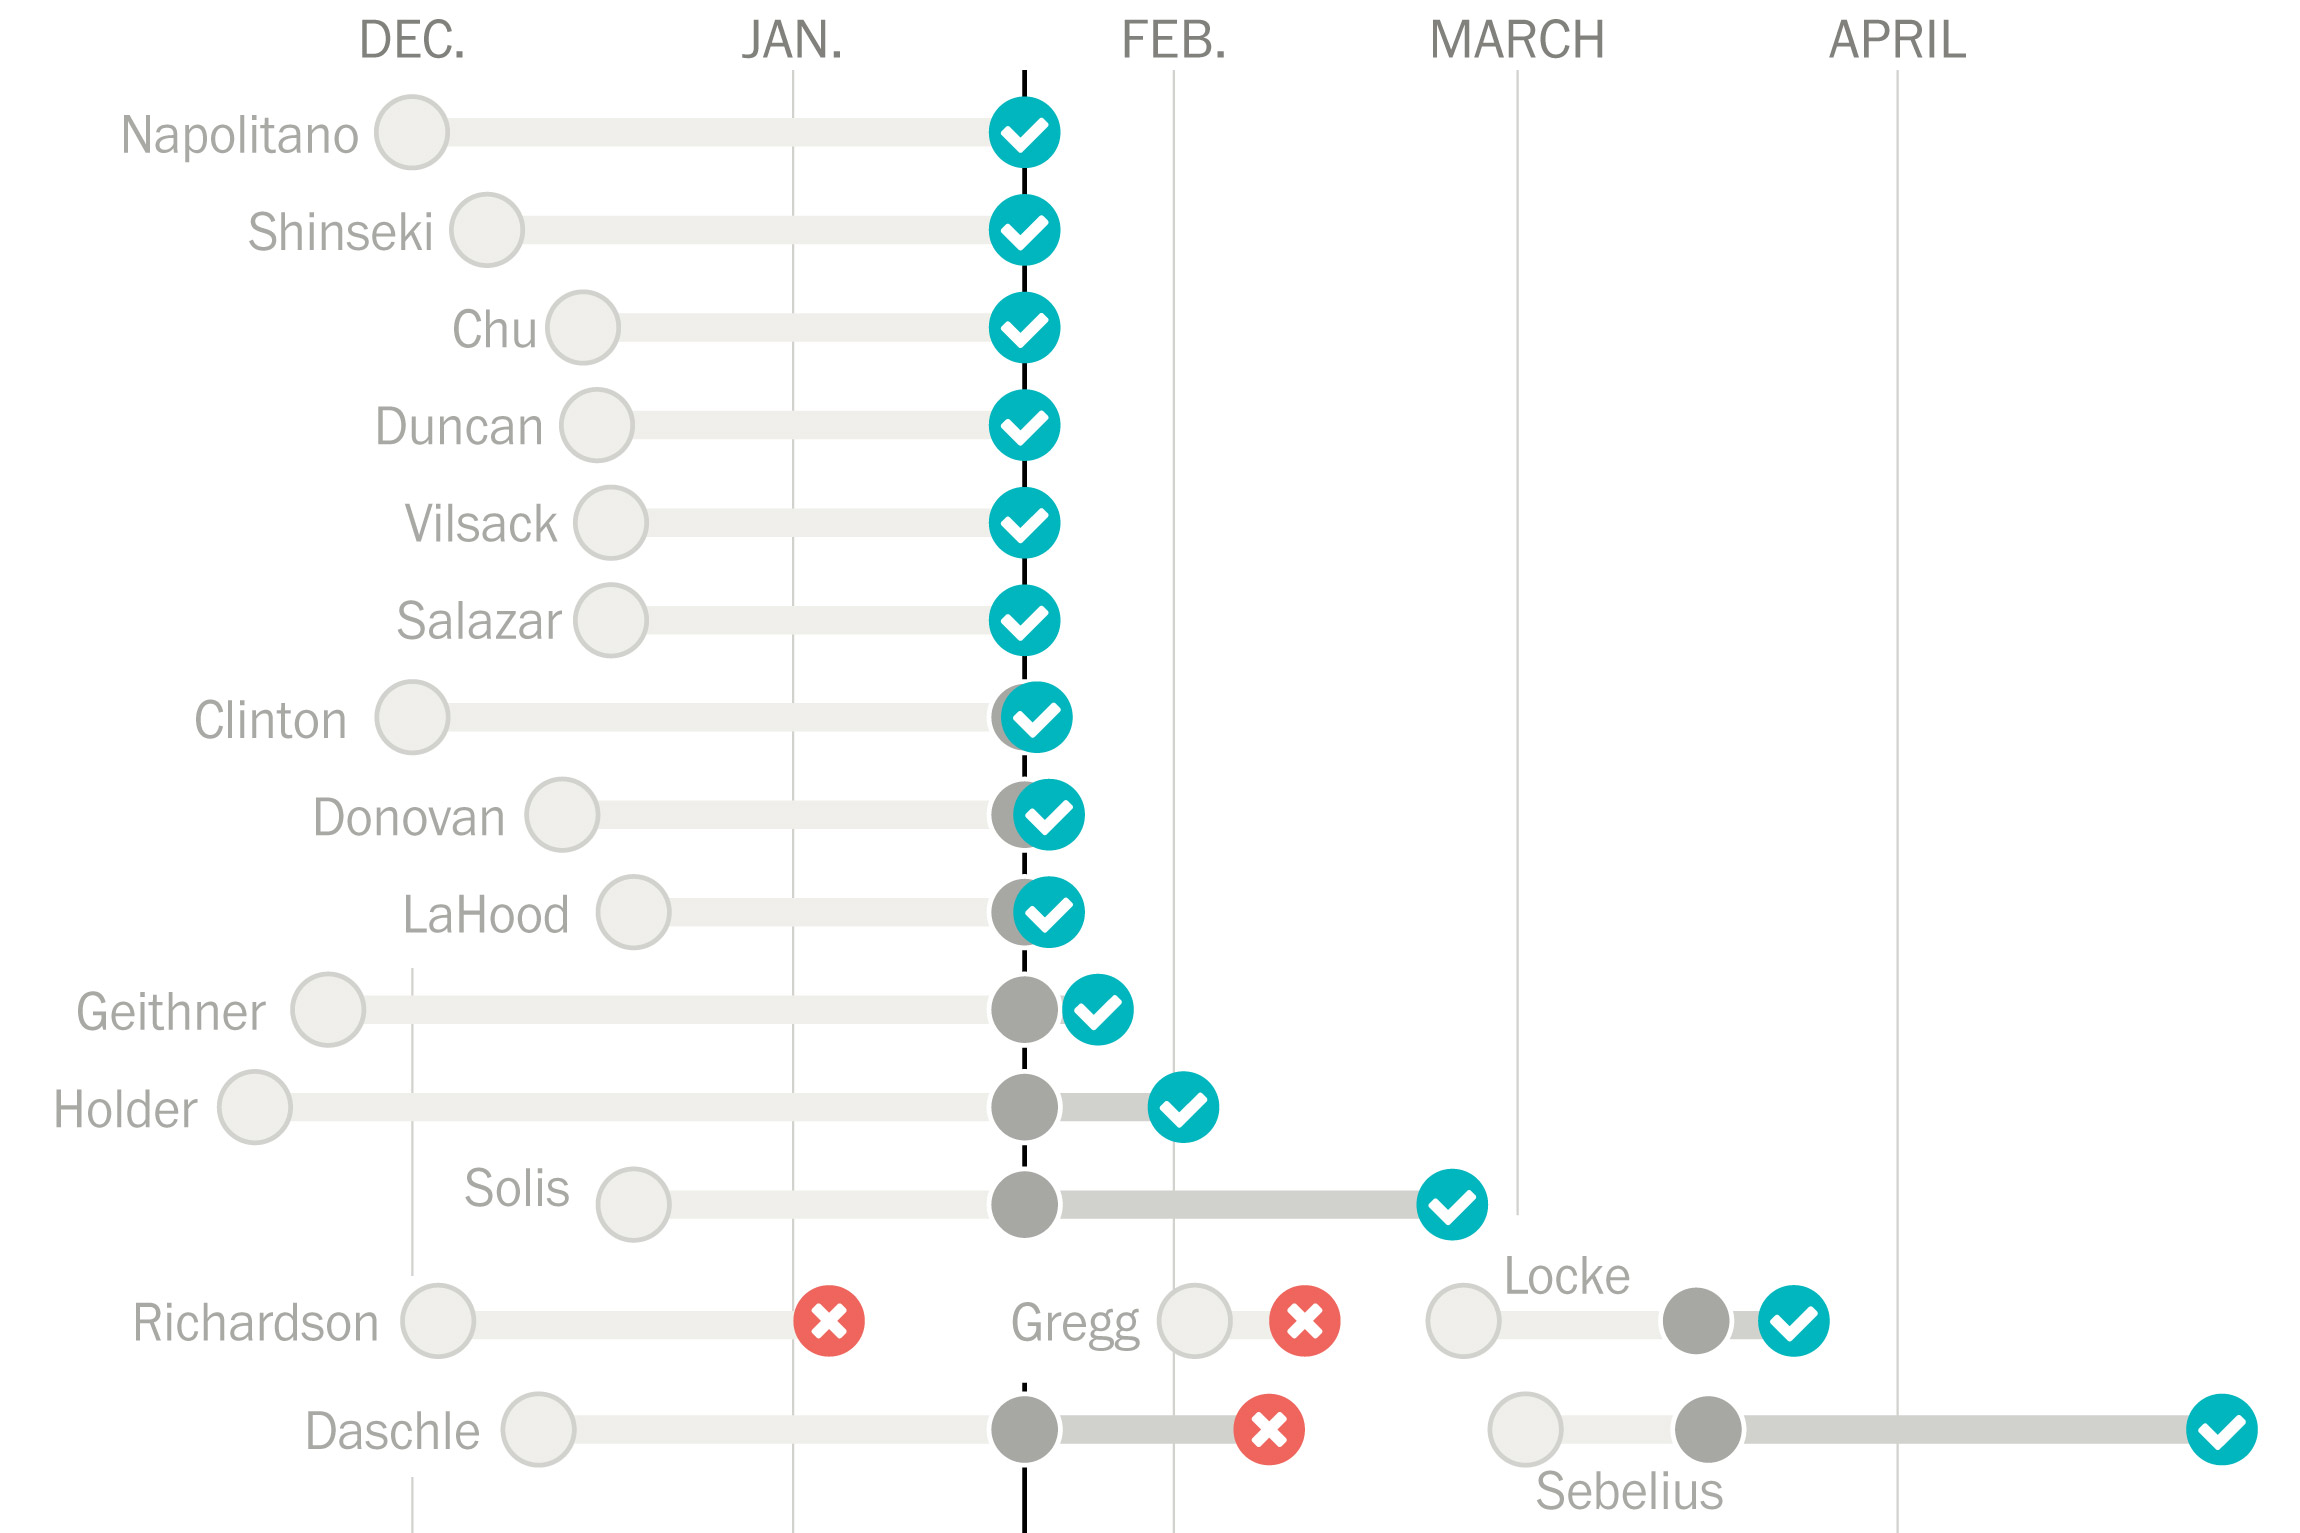 DEC. JAN. FEB. MARCH APRIL
Napolitano
Shinseki
Chu
Duncan
Vilsack
Salazar
Clinton
Donovan
LaHood
Geithner
Holder
Solis
Locke
Richardson Gregg
Daschle
Sebelius